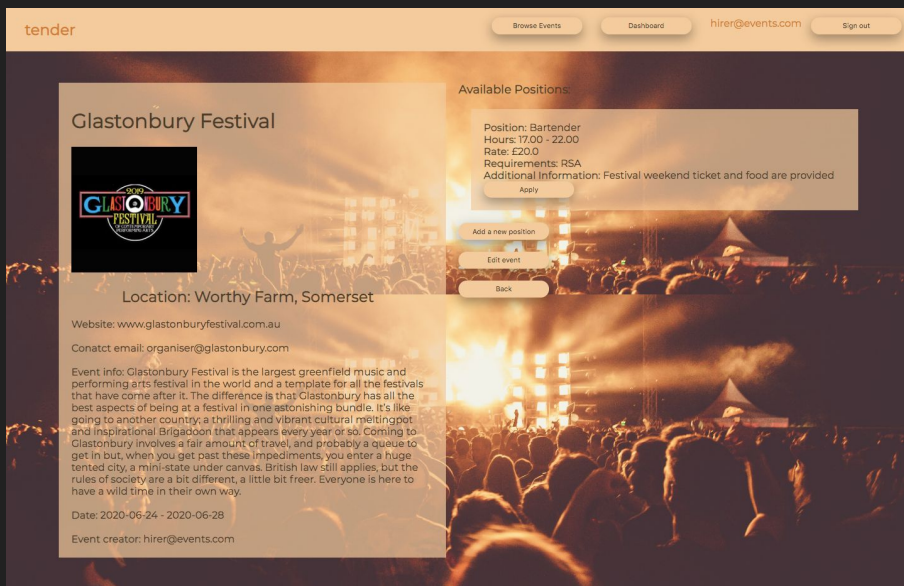 tender
Browse Events
Dashboard
hirer@events.com
Sign out
Glastonbury Festival
2019
GLASTONBURY
FESTIVAL
OF CONTEMPORARY
PERFORMING ARTS
Location: Worthy Farm, Somerset
Website: www.glastonburyfestival.com.au
Conatct email: organiser@glastonbury.com
Event info: Glastonbury Festival is the largest greenfield music and
performing arts festival in the world and a template for all the festivals
that have come after it. The difference is that Glastonbury has all the
best aspects of being at a festival in one astonishing bundle. It's like
going to another country; a thrilling and vibrant cultural meltingpot
and inspirational Brigadoon that appears every year or so. Coming to
Glastonbury involves a fair amount of travel, and probably a queue to
get in but, when you get past these impediments, you enter a huge
tented city, a mini-state under canvas. British law still applies, but the
rules of society are a bit different, a little bit freer. Everyone is here to
have a wild time in their own way.
Date: 2020-06-24 - 2020-06-28
Event creator: hirer@events.com
Available Positions:
Position: Bartender
Hours: 17.00 - 22.00
Rate: £20.0
Requirements: RSA
Additional Information: Festival weekend ticket and food are provided
Apply
Add a new position
Edit event
Back